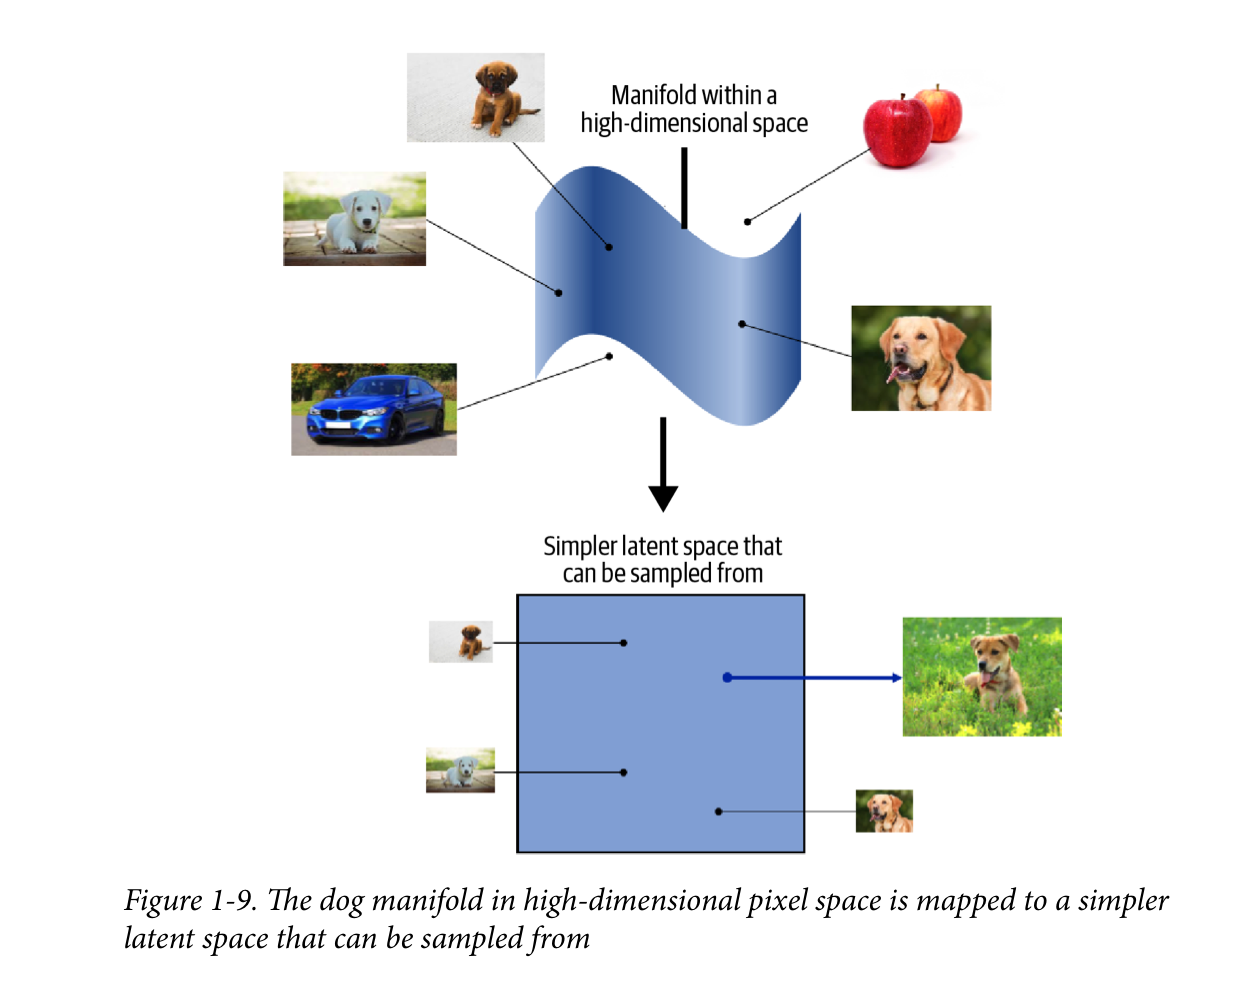 Manifold within a
high-dimensional space
Simpler latent space that
can be sampled from
Figure 1-9. The dog manifold in high-dimensional pixel space is mapped to a simpler
latent space that can be sampled from